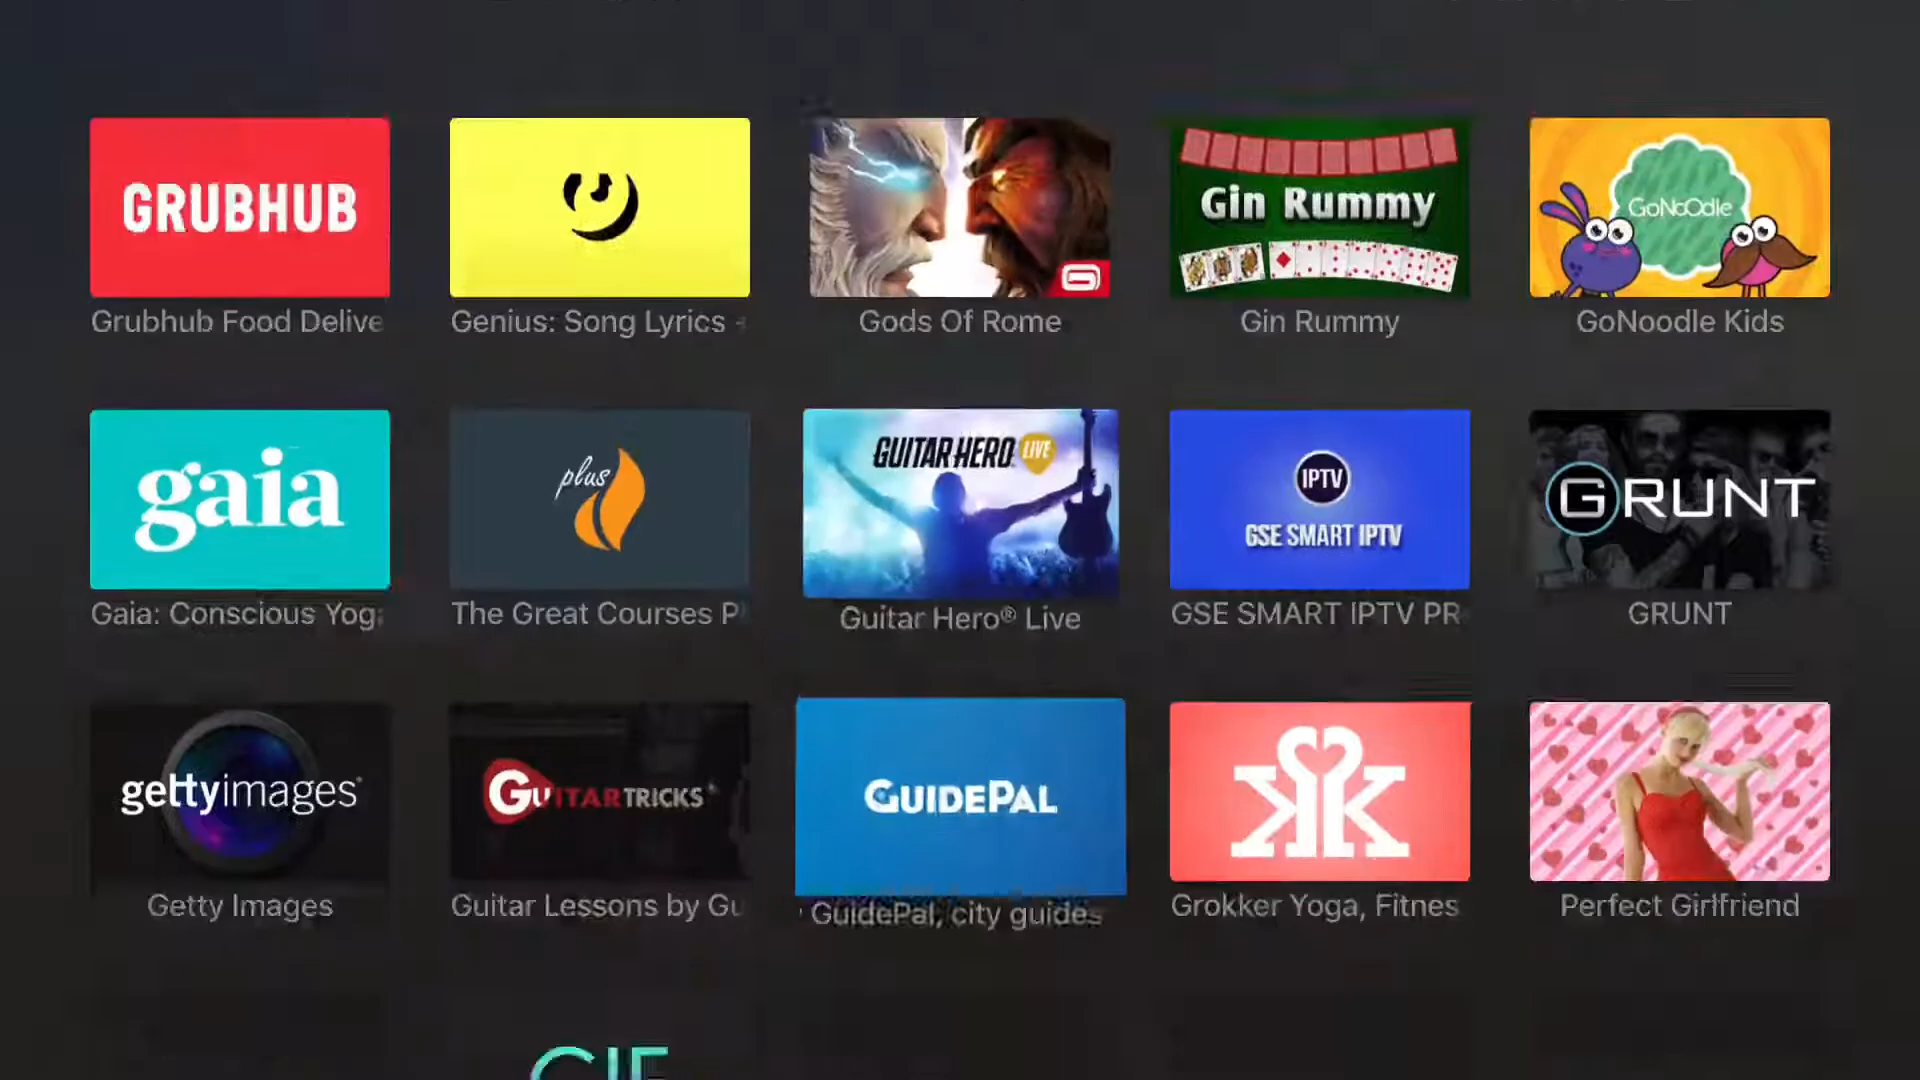 GRUBHUB
GoNoodle
Gin Rummy
Grubhub Food Delive
Genius: Song Lyrics
Gods Of Rome
Gin Rummy
GoNoodle Kids
gaia
plus
GUITAR HERO LIVE
IPTV
GSE SMART IPTV
GRUNT
Gaia: Conscious Yoga
The Great Courses P
Guitar Hero® Live
GSE SMART IPTV PR
GRUNT
gettyimages®
GUITARTRICKS
GUIDEPAL
KK
Getty Images
Guitar Lessons by Gu
GuidePal, city guides
Grokker Yoga, Fitnes
Perfect Girlfriend
GIF